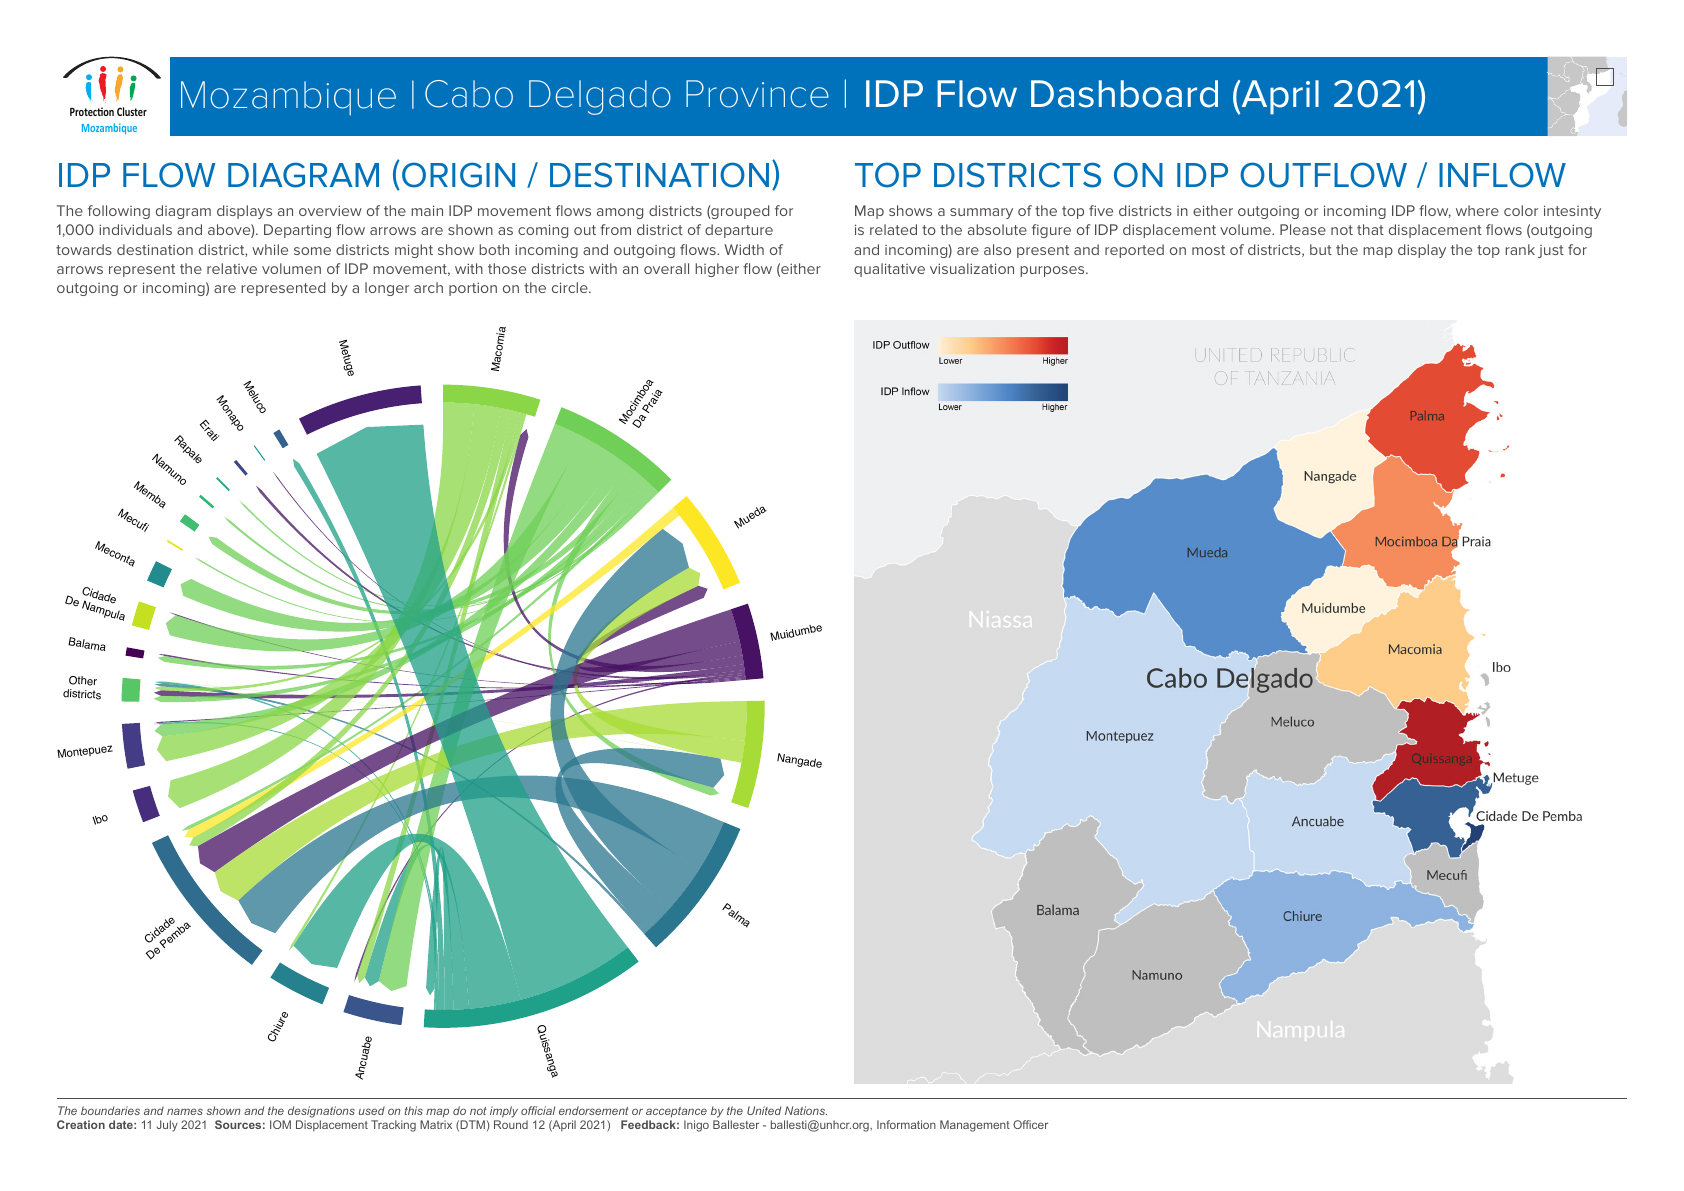 Protection Cluster
Mozambique
Mozambique | Cabo Delgado Province | IDP Flow Dashboard (April 2021)
IDP FLOW DIAGRAM (ORIGIN / DESTINATION)
The following diagram displays an overview of the main IDP movement flows among districts (grouped for
1,000 individuals and above). Departing flow arrows are shown as coming out from district of departure
towards destination district, while some districts might show both incoming and outgoing flows. Width of
arrows represent the relative volumen of IDP movement, with those districts with an overall higher flow (either
outgoing or incoming) are represented by a longer arch portion on the circle.
Metuge
Macomia
Mocimboa
Da Praia
Mueda
Muidumbe
Nangade
Palma
Quissanga
Ancuabe
Chiure
Cidade
De Pemba
Ibo
Montepuez
Other
districts
Balama
Cidade
De Nampula
Meconta
Mecufi
Memba
Namuno
Rapale
Erati
Monapo
Meluco
TOP DISTRICTS ON IDP OUTFLOW / INFLOW
Map shows a summary of the top five districts in either outgoing or incoming IDP flow, where color intesinty
is related to the absolute figure of IDP displacement volume. Please not that displacement flows (outgoing
and incoming) are also present and reported on most of districts, but the map display the top rank just for
qualitative visualization purposes.
IDP Outflow
Lower Higher
IDP Inflow
Lower Higher
UNITED REPUBLIC
OF TANZANIA
Palma
Nangade
Mocimboa Da Praia
Mueda
Muidumbe
Niassa
Macomia
Ibo
Cabo Delgado
Meluco
Montepuez
Quissanga
Metuge
Cidade De Pemba
Ancuabe
Mecufi
Balama
Chiure
Namuno
Nampula
The boundaries and names shown and the designations used on this map do not imply official endorsement or acceptance by the United Nations.
Creation date: 11 July 2021 Sources: IOM Displacement Tracking Matrix (DTM) Round 12 (April 2021) Feedback: Inigo Ballester - ballesti@unhcr.org, Information Management Officer